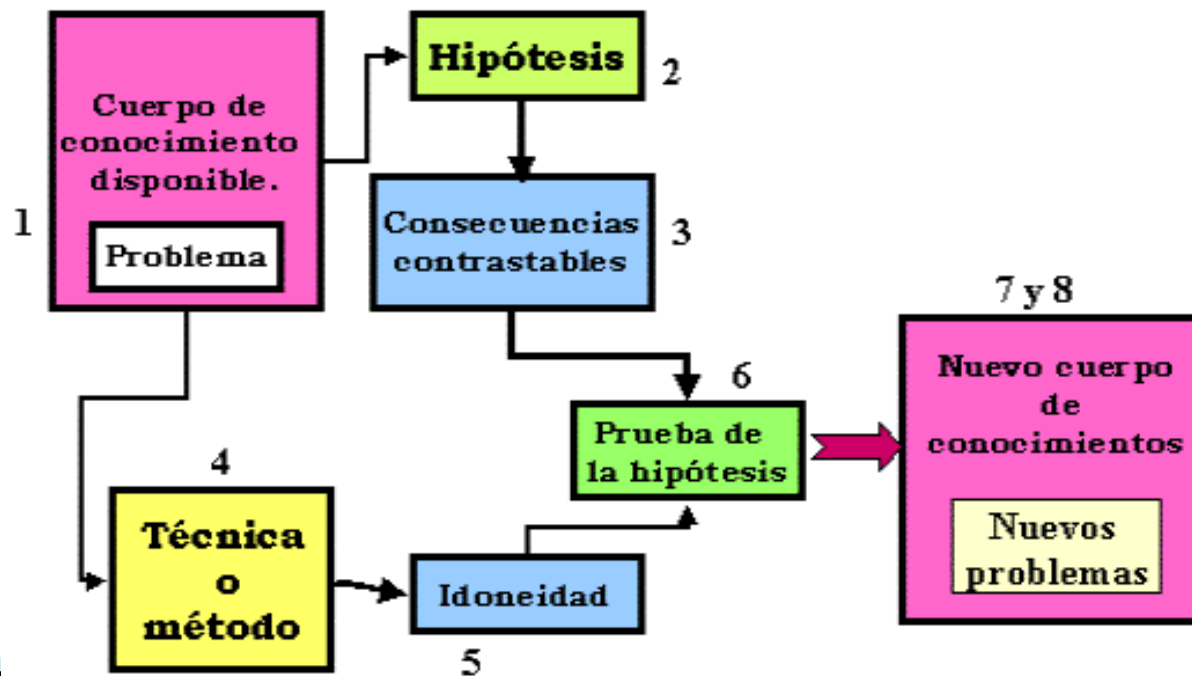 1
Cuerpo de
conocimiento
disponible.
Problema
Hipótesis
2
Consecuencias
contrastables
3
4
Técnica
o
método
Idoneidad
5
6
Prueba de
la hipótesis
7 y 8
Nuevo cuerpo
de
conocimientos
Nuevos
problemas